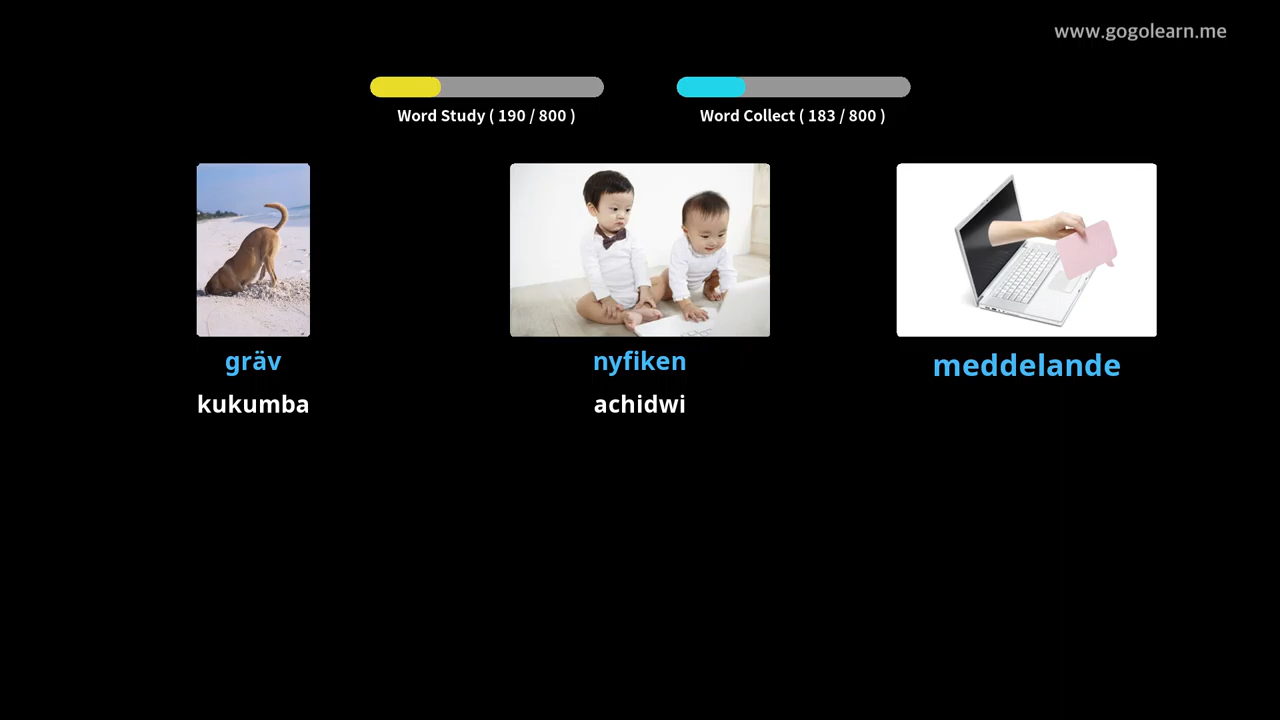 www.gogolearn.me
Word Study ( 190 / 800 )
Word Collect ( 183 / 800 )
gräv
nyfiken
meddelande
kukumba
achidwi